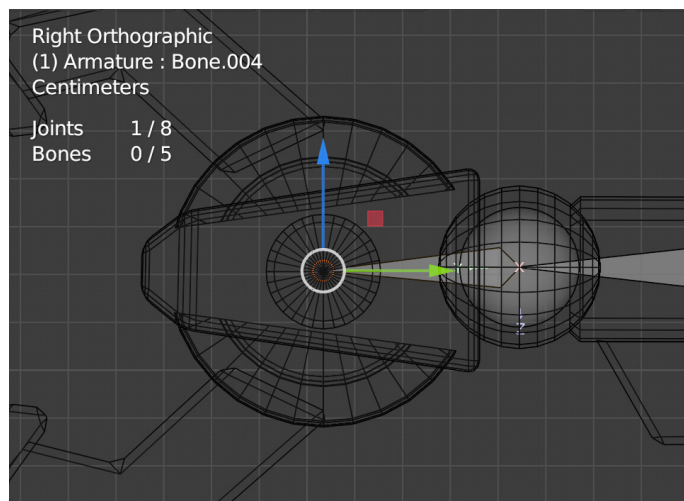 Right Orthographic
(1) Armature : Bone.004
Centimeters
Joints 1 / 8
Bones 0 / 5